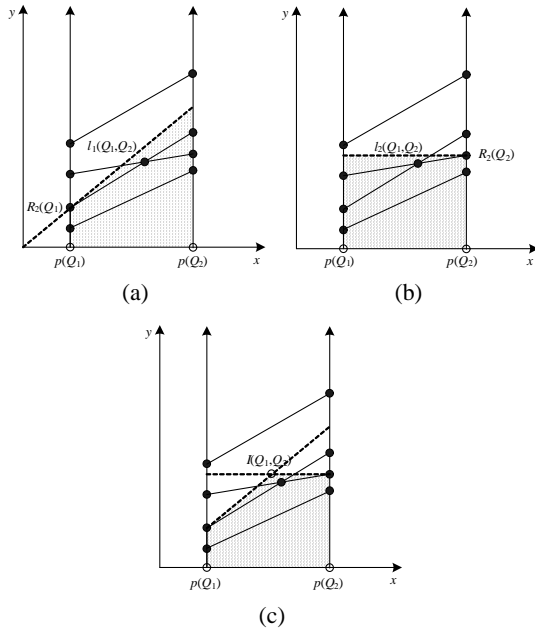 y
l₁(Q₁,Q₂)
R₂(Q₁)
p(Q₁)
p(Q₂)
x
(a)
y
l₂(Q₁,Q₂)
R₂(Q₂)
p(Q₁)
p(Q₂)
x
(b)
y
I(Q₁,Q₂)
p(Q₁)
p(Q₂)
x
(c)